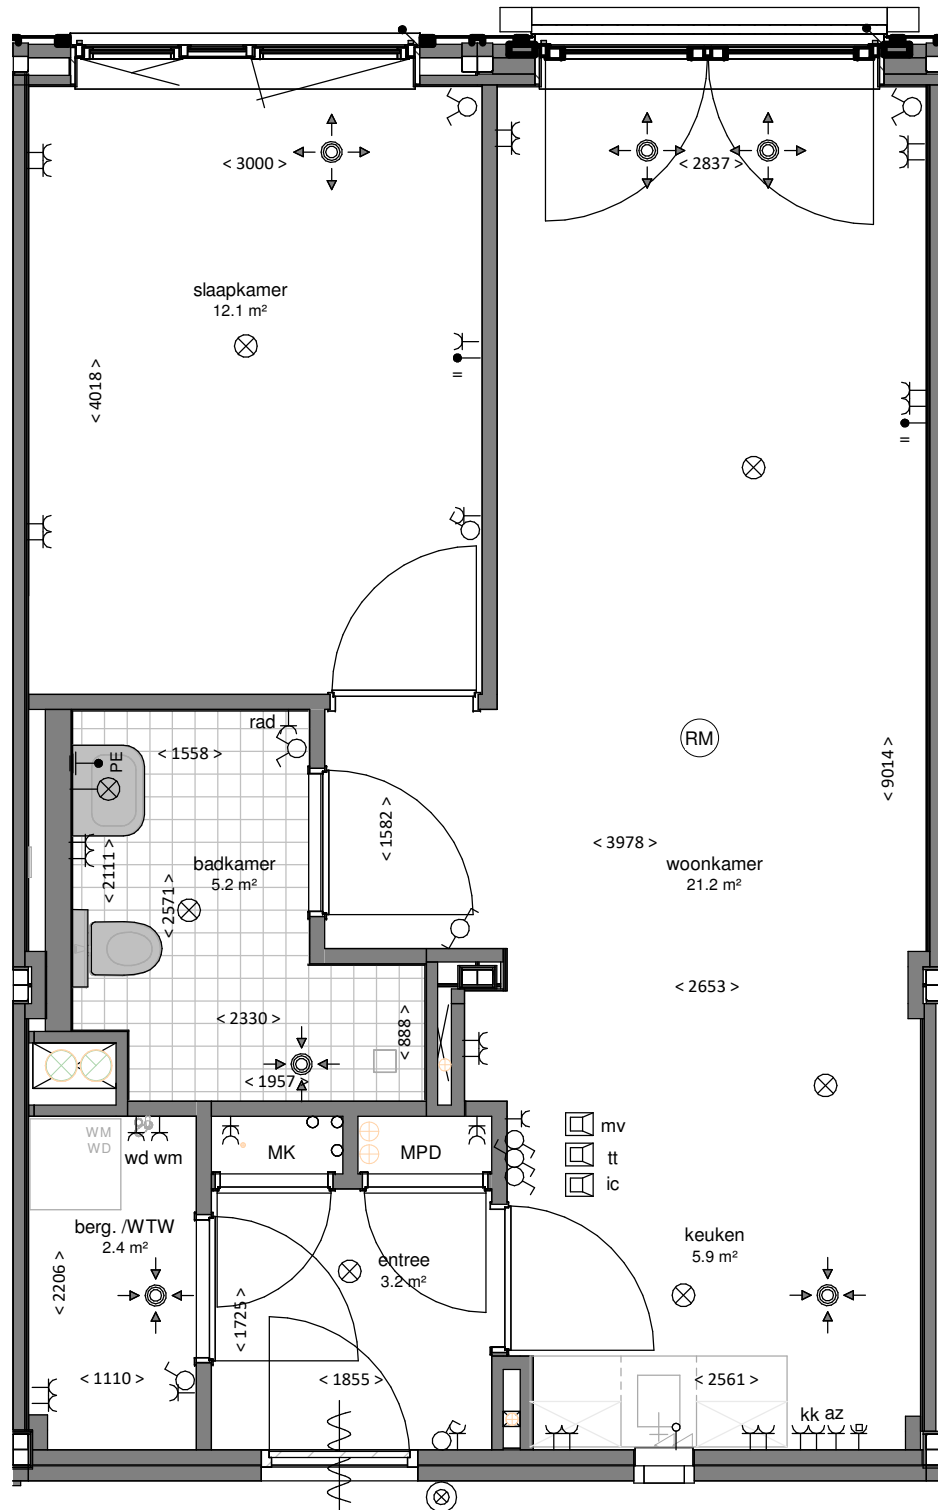 < 3000 >
< 2837 >
slaapkamer
12.1 m²
< 4018 >
=
=
rad
PE
< 1558 >
RM
< 9014 >
< 1582 >
< 3978 >
badkamer
5.2 m²
woonkamer
21.2 m²
< 2111 >
< 2571 >
< 2653 >
< 2330 >
< 888 >
< 1957 >
WM
WD
wd wm
MK
MPD
mv
tt
ic
berg. /WTW
2.4 m²
entree
3.2 m²
keuken
5.9 m²
< 2206 >
< 1725 >
< 1110 >
< 1855 >
< 2561 >
kk az